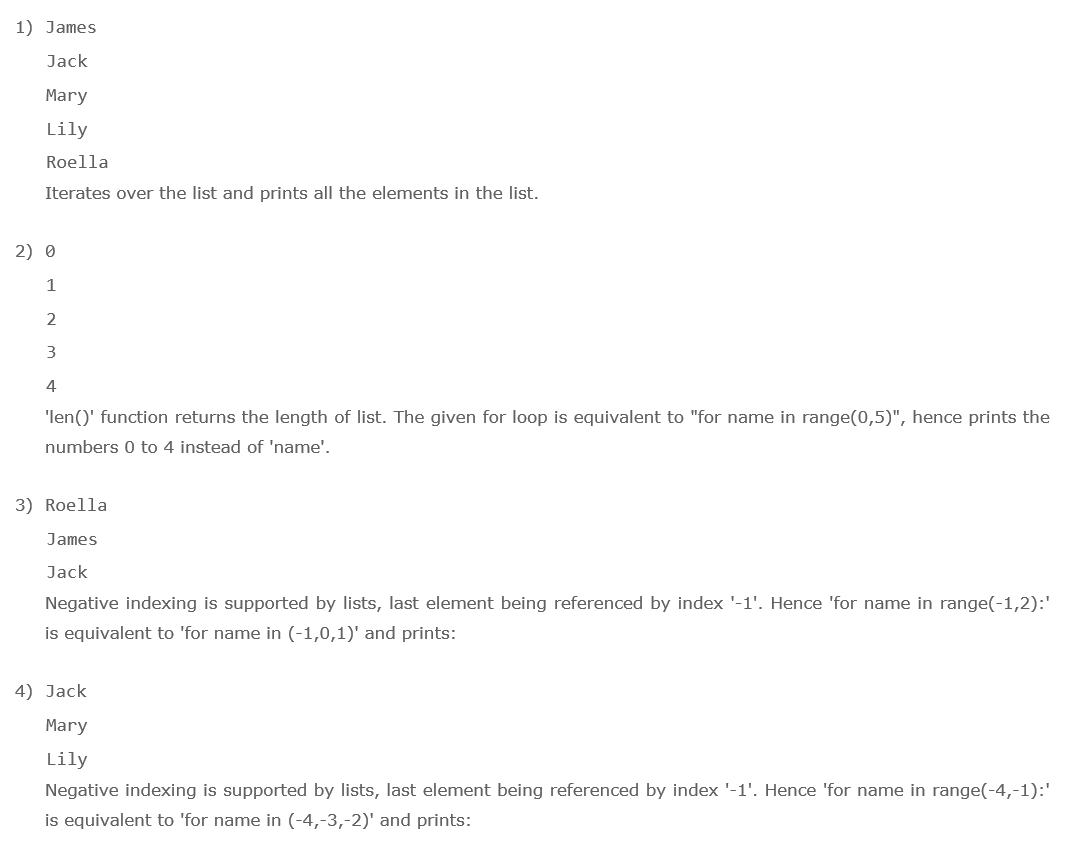 1) James
Jack
Mary
Lily
Roella
Iterates over the list and prints all the elements in the list.
2) 0
1
2
3
4
'len()' function returns the length of list. The given for loop is equivalent to "for name in range(0,5)", hence prints the
numbers 0 to 4 instead of 'name'.
3) Roella
James
Jack
Negative indexing is supported by lists, last element being referenced by index '-1'. Hence 'for name in range(-1,2):'
is equivalent to 'for name in (-1,0,1)' and prints:
4) Jack
Mary
Lily
Negative indexing is supported by lists, last element being referenced by index '-1'. Hence 'for name in range(-4,-1):'
is equivalent to 'for name in (-4,-3,-2)' and prints: